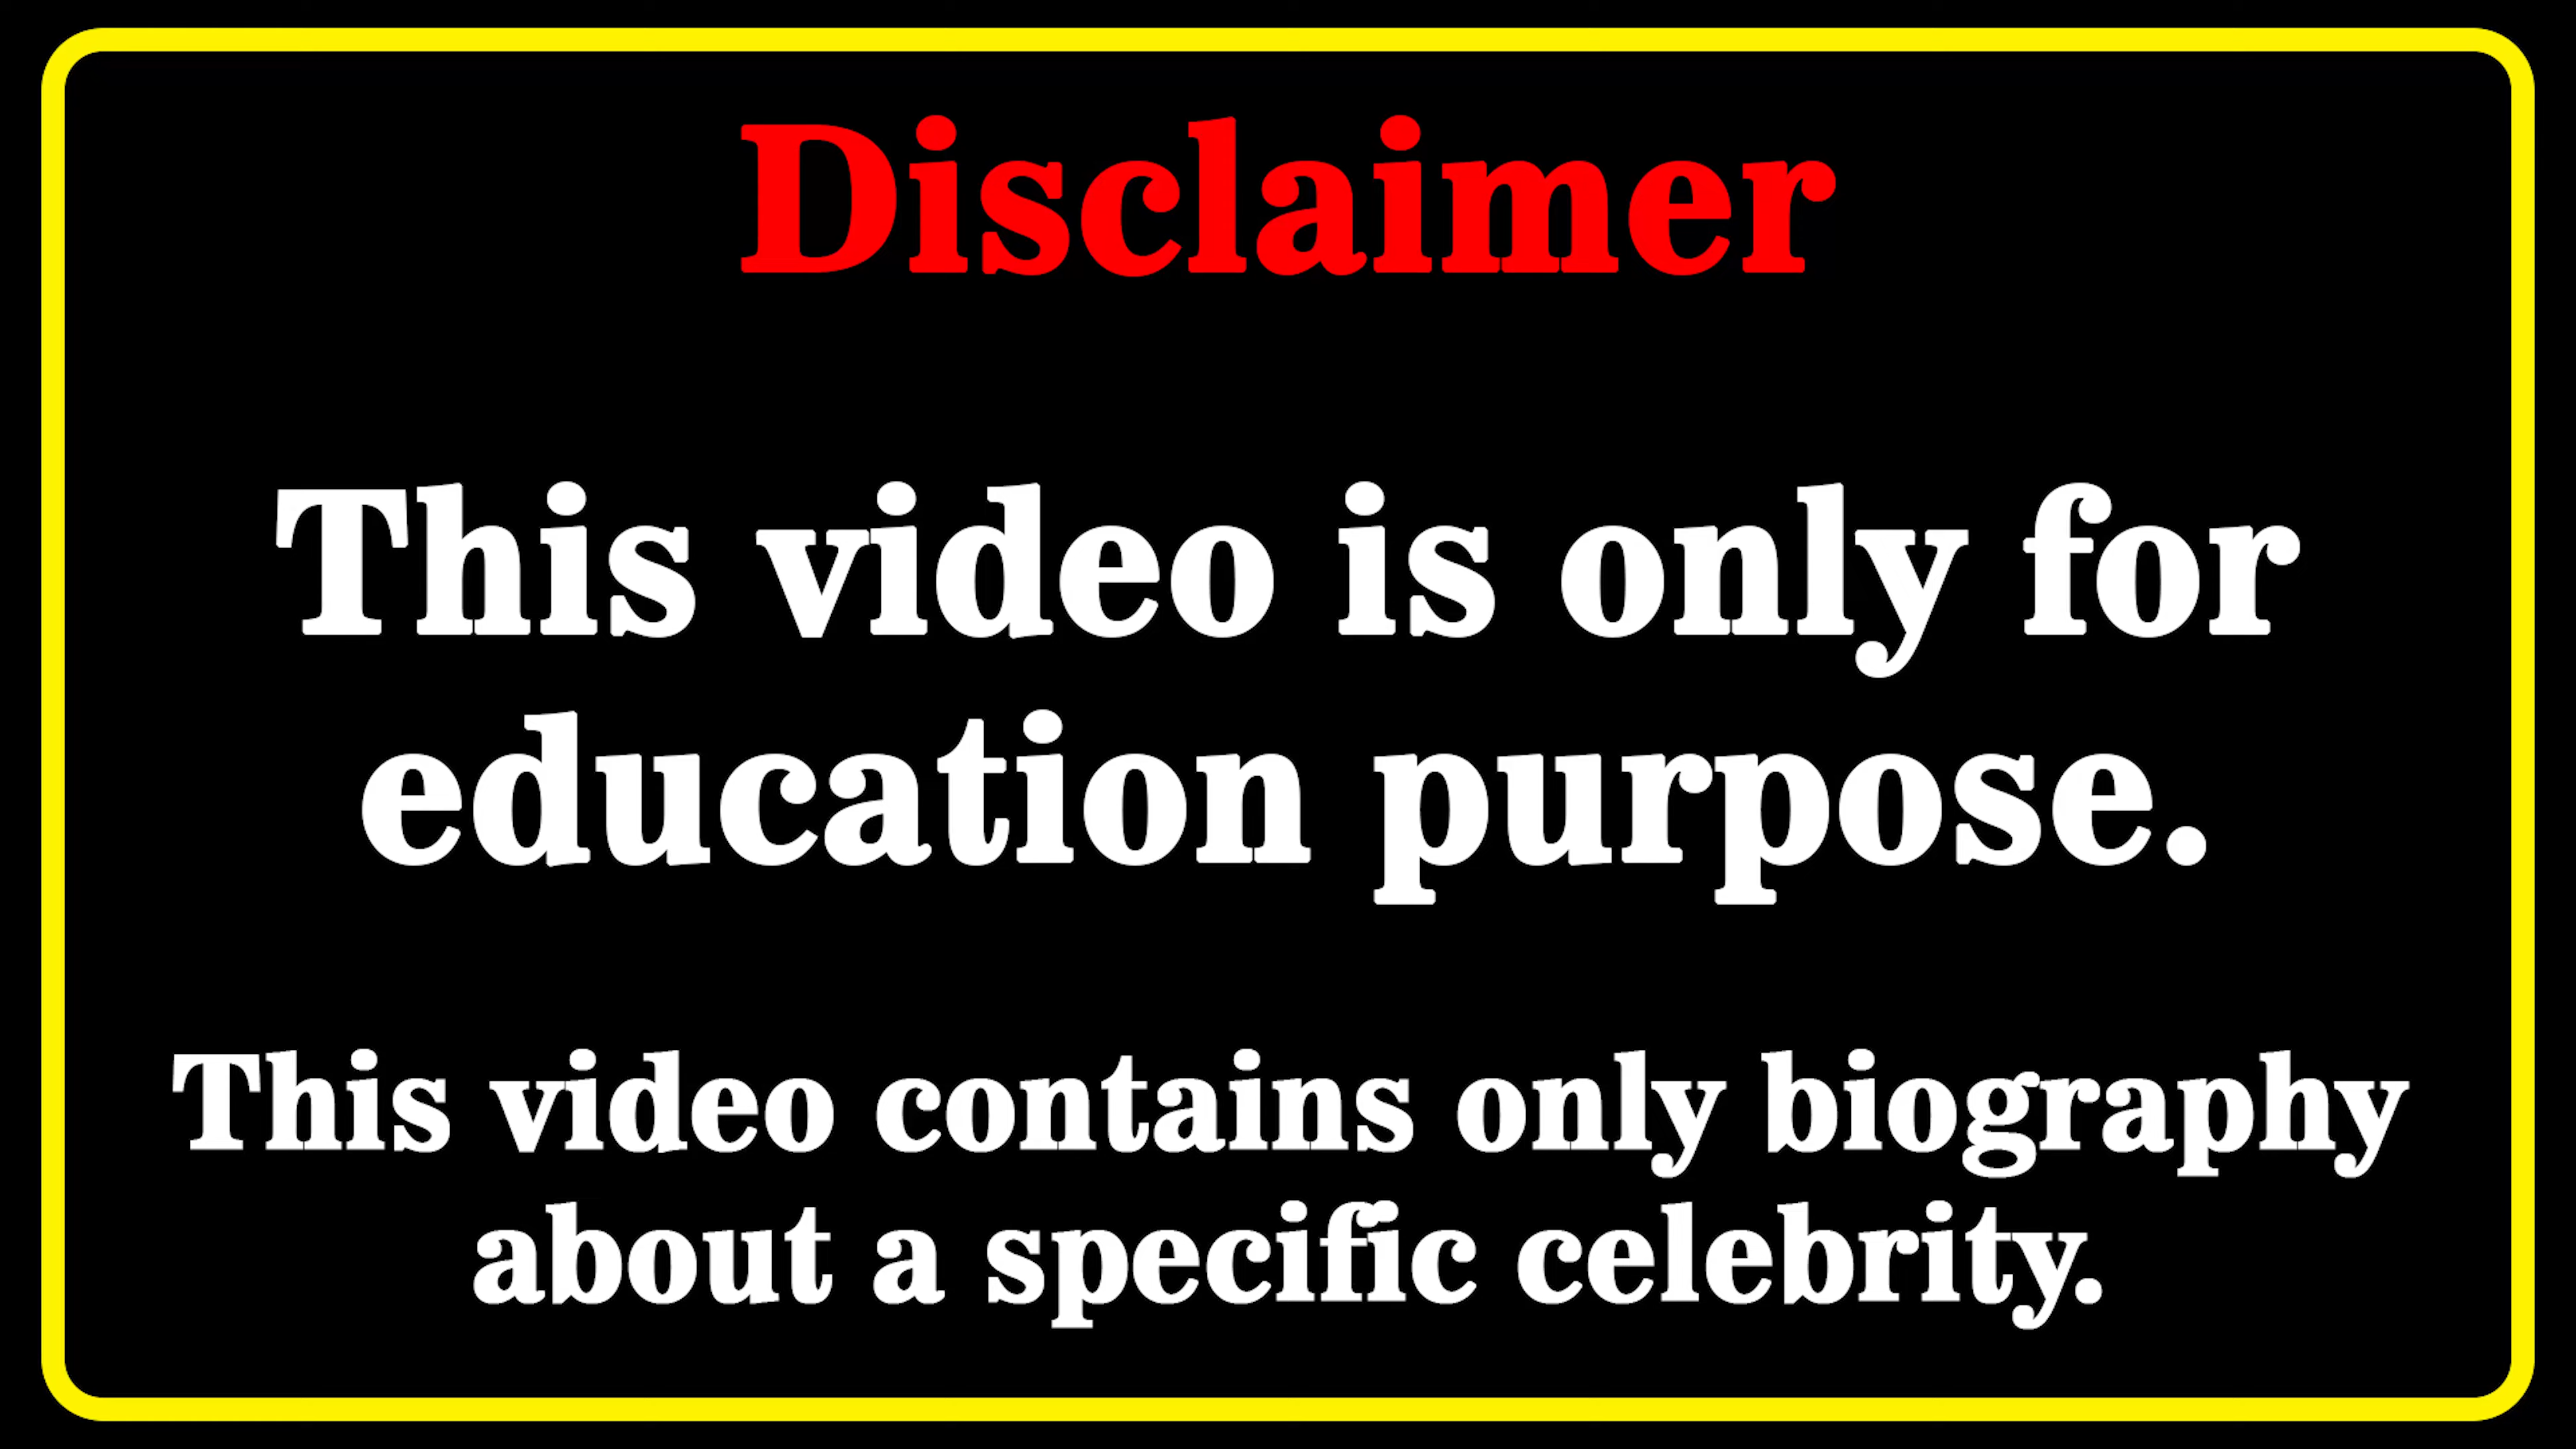 Disclaimer
This video is only for
education purpose.
This video contains only biography
about a specific celebrity.